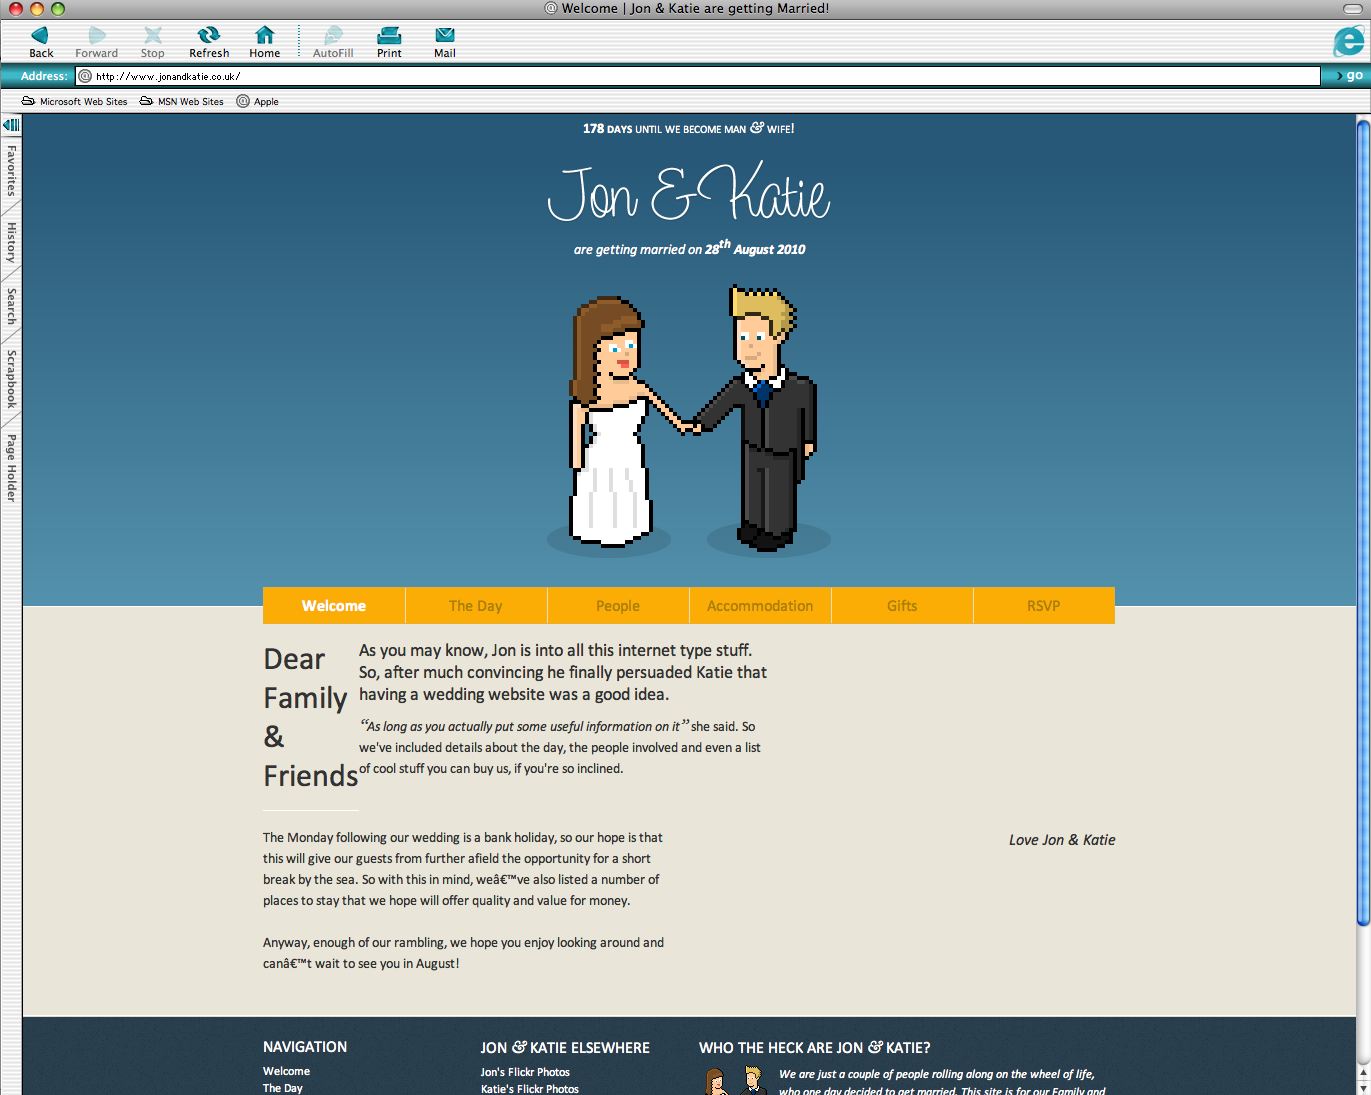 Welcome | Jon & Katie are getting Married!
Back Forward Stop Refresh Home AutoFill Print Mail
Address: http://www.jonandkatie.co.uk/ go
Microsoft Web Sites MSN Web Sites Apple
Favorites
History
Search
Scrapbook
Page Holder
178 DAYS UNTIL WE BECOME MAN & WIFE!
Jon & Katie
are getting married on 28th August 2010
Welcome The Day People Accommodation Gifts RSVP
Dear
Family
&
Friends
As you may know, Jon is into all this internet type stuff.
So, after much convincing he finally persuaded Katie that
having a wedding website was a good idea.
“As long as you actually put some useful information on it” she said. So
we've included details about the day, the people involved and even a list
of cool stuff you can buy us, if you're so inclined.
The Monday following our wedding is a bank holiday, so our hope is that
this will give our guests from further afield the opportunity for a short
break by the sea. So with this in mind, weâ€™ve also listed a number of
places to stay that we hope will offer quality and value for money.
Anyway, enough of our rambling, we hope you enjoy looking around and
canâ€™t wait to see you in August!
Love Jon & Katie
NAVIGATION
Welcome
The Day
JON & KATIE ELSEWHERE
Jon's Flickr Photos
Katie's Flickr Photos
WHO THE HECK ARE JON & KATIE?
We are just a couple of people rolling along on the wheel of life,
who one day decided to get married. This site is for our Family and